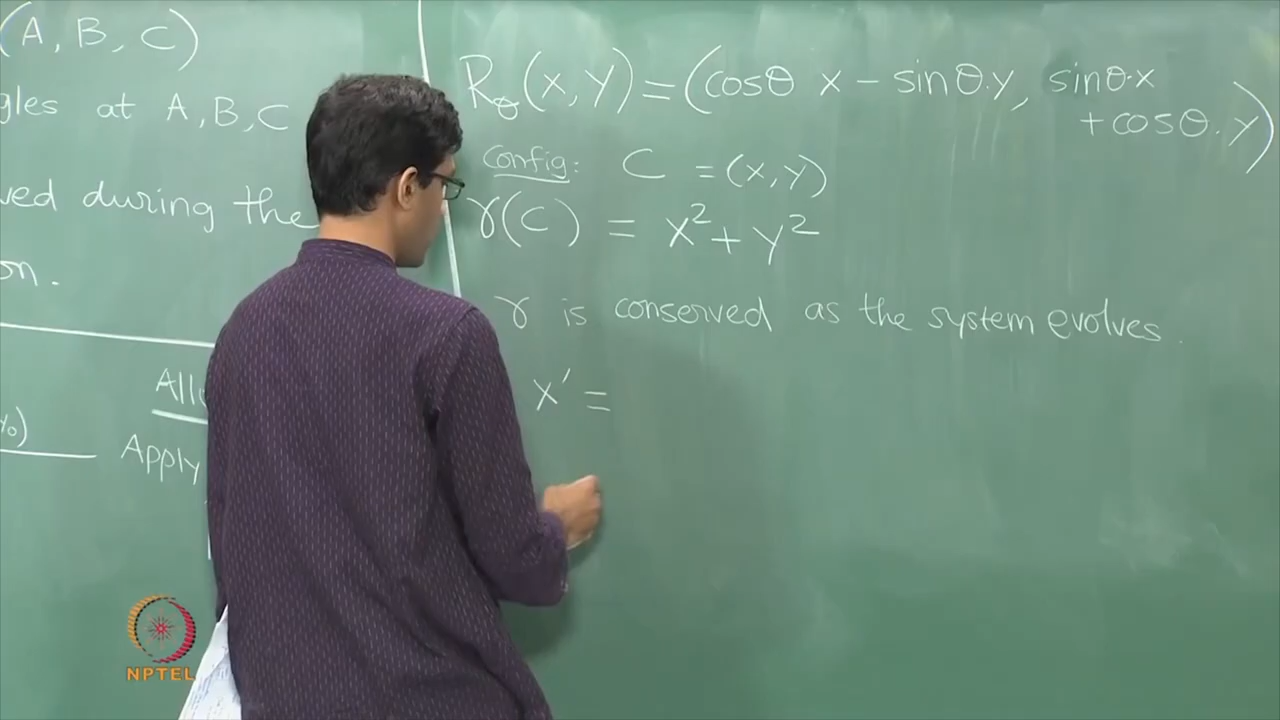 (A, B, C)
gles at A, B, C
ved during the
on.
%)
Apply
R_θ(x, y) = (cosθ x − sinθ·y, sinθ·x
+ cosθ·y)
Config: C = (x, y)
γ(C) = x² + y²
γ is conserved as the system evolves.
x' =
NPTEL